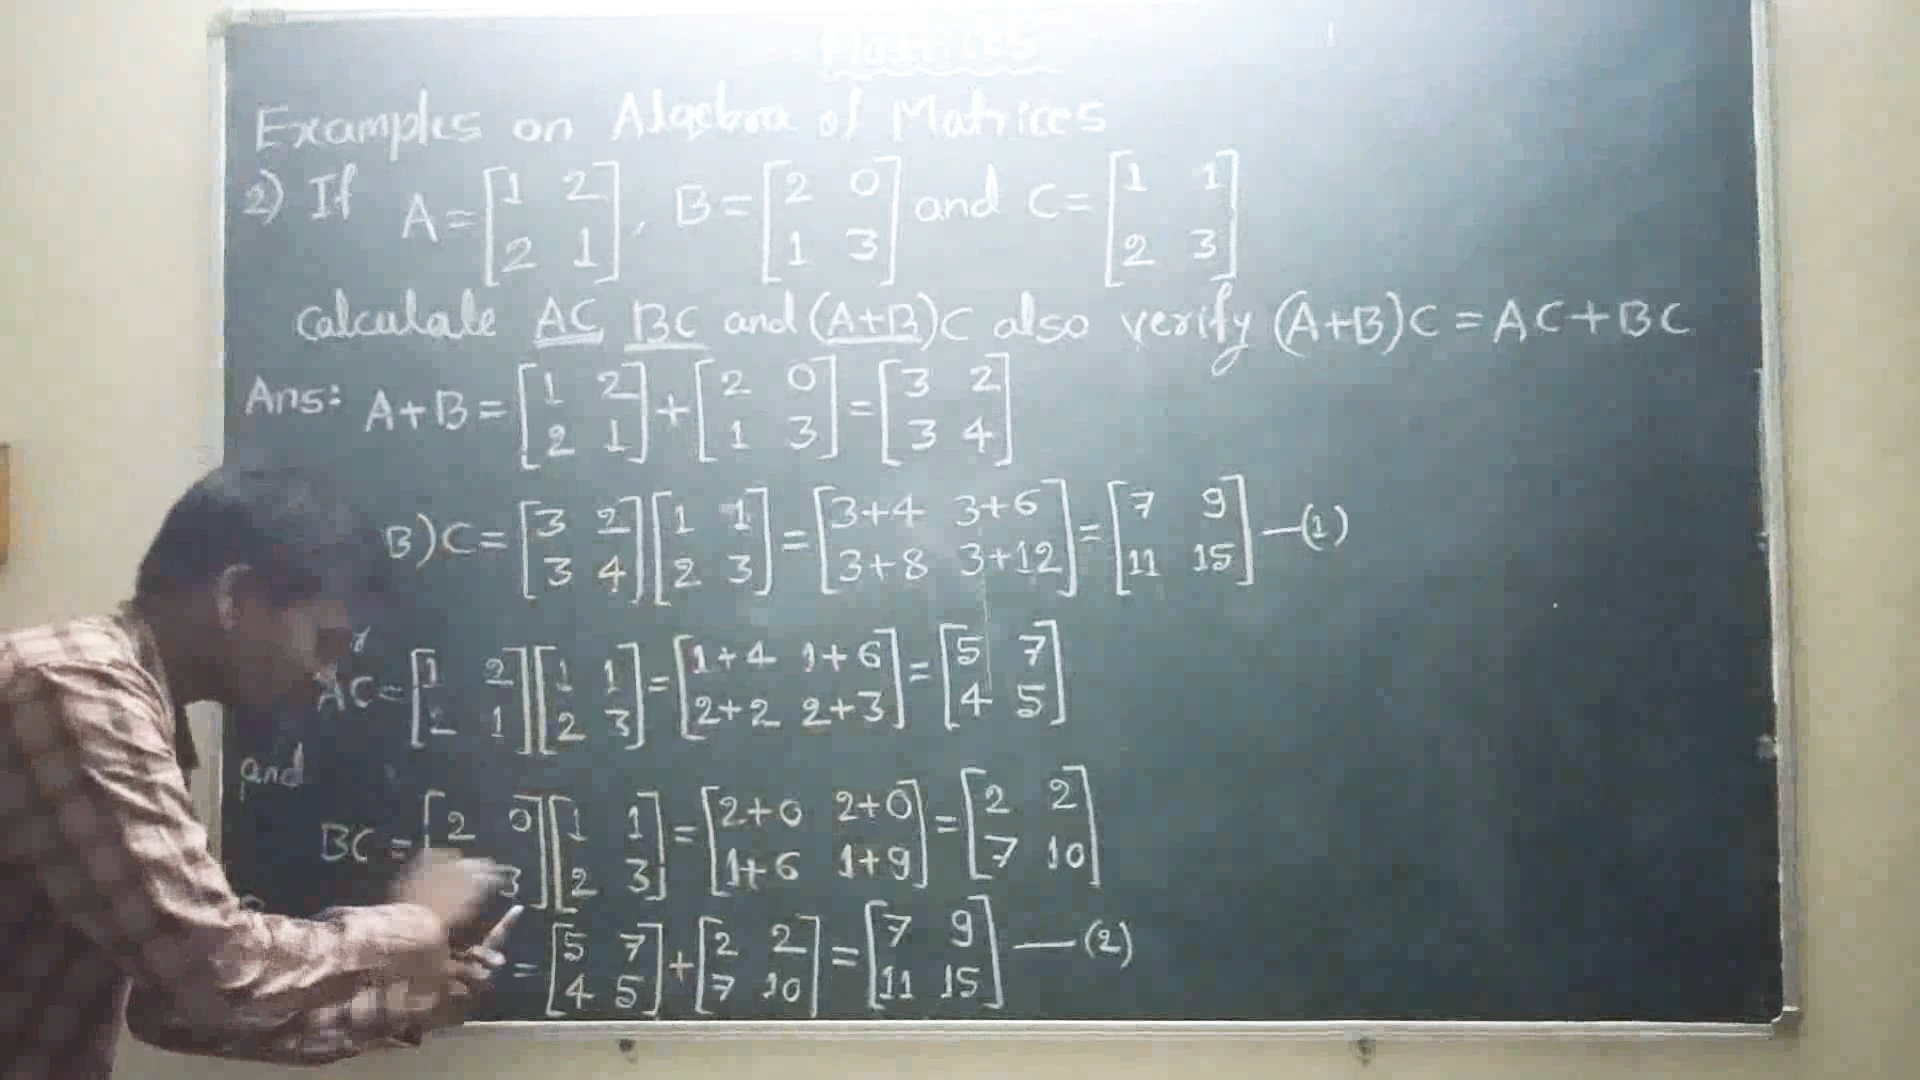 Matrices
Examples on Algebra of Matrices
2) If A = [1 2; 2 1], B = [2 0; 1 3] and C = [1 1; 2 3]
Calculate AC BC and (A+B)C also verify (A+B)C = AC + BC
Ans: A+B = [1 2; 2 1] + [2 0; 1 3] = [3 2; 3 4]
B)C = [3 2; 3 4][1 1; 2 3] = [3+4 3+6; 3+8 3+12] = [7 9; 11 15] —(1)
AC = [1 2; 2 1][1 1; 2 3] = [1+4 1+6; 2+2 2+3] = [5 7; 4 5]
and
BC = [2 0; 3][1 1; 2 3] = [2+0 2+0; 1+6 1+9] = [2 2; 7 10]
= [5 7; 4 5] + [2 2; 7 10] = [7 9; 11 15] —(2)